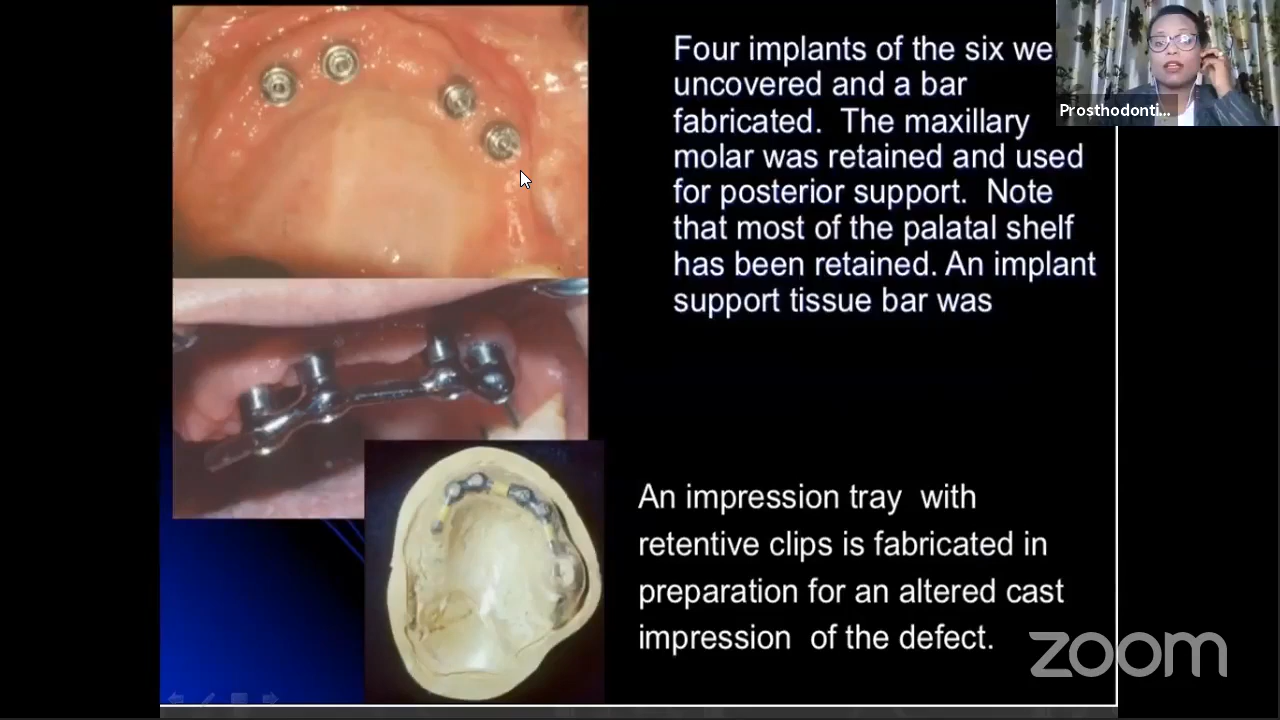 Four implants of the six we
uncovered and a bar
fabricated. The maxillary
molar was retained and used
for posterior support. Note
that most of the palatal shelf
has been retained. An implant
support tissue bar was
An impression tray with
retentive clips is fabricated in
preparation for an altered cast
impression of the defect.
Prosthodonti...
zoom